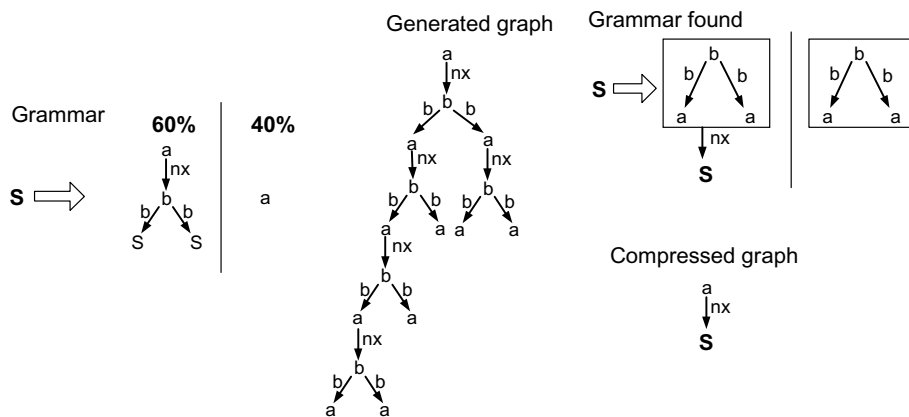 Grammar
S
60%
40%
a
nx
b
b b
S S
a
Generated graph
a
nx
b
b b
a a
nx nx
b b
b b b b
a a a a
nx
b
b b
a a
nx
b
b b
a a
Grammar found
S
b
b b
a a
nx
S
b
b b
a a
Compressed graph
a
nx
S